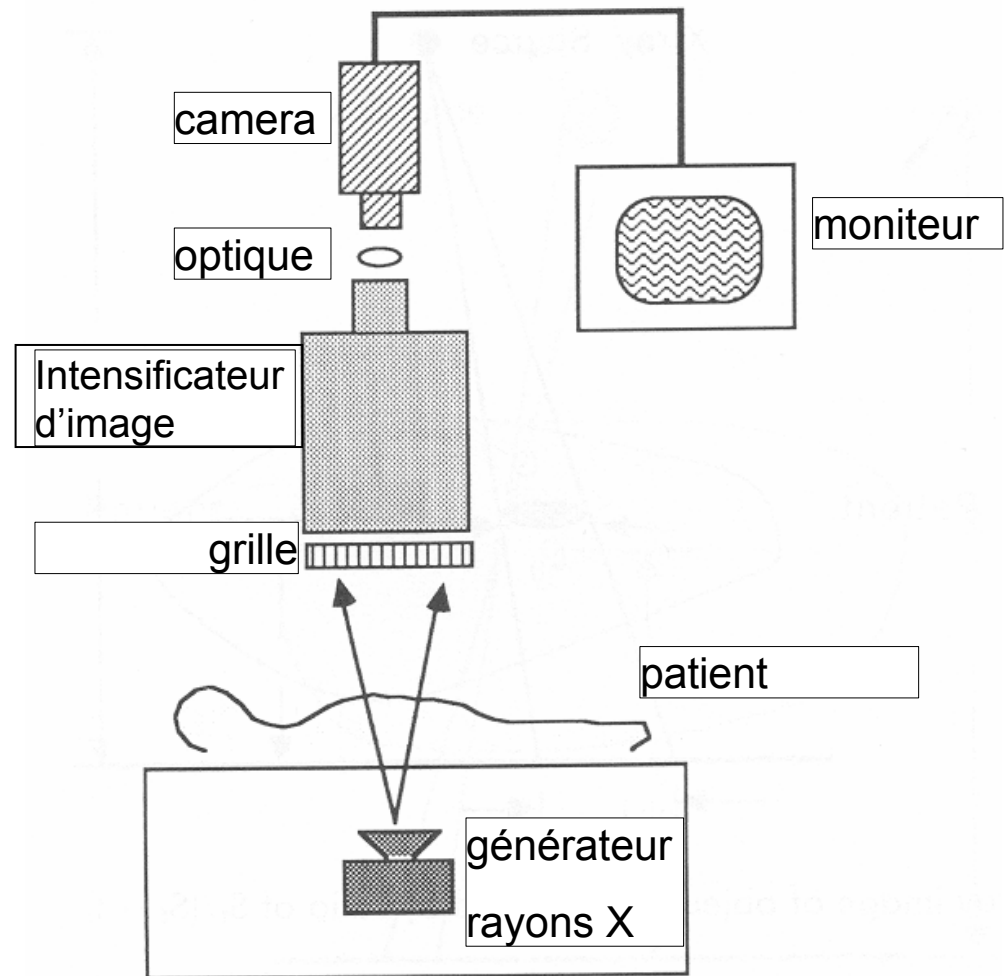 camera
moniteur
optique
Intensificateur
d’image
grille
patient
générateur
rayons X